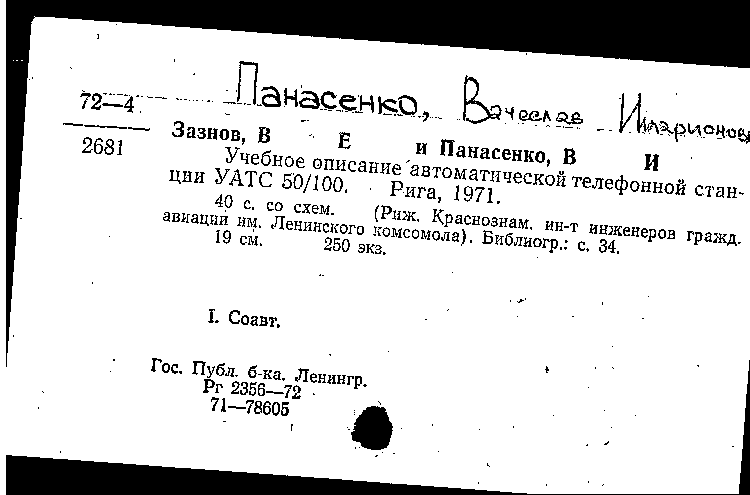 Панасенко, Вячеслав Иларионов
72—4
2681
Зазнов, В Е и Панасенко, В И
Учебное описание автоматической телефонной стан-
ции УАТС 50/100. Рига, 1971.
40 с. со схем. (Риж. Краснознам. ин-т инженеров гражд.
авиации им. Ленинского комсомола). Библиогр.: с. 34.
19 см. 250 экз.
I. Соавт.
Гос. Публ. б-ка. Ленингр.
Рг 2356—72
71—78605